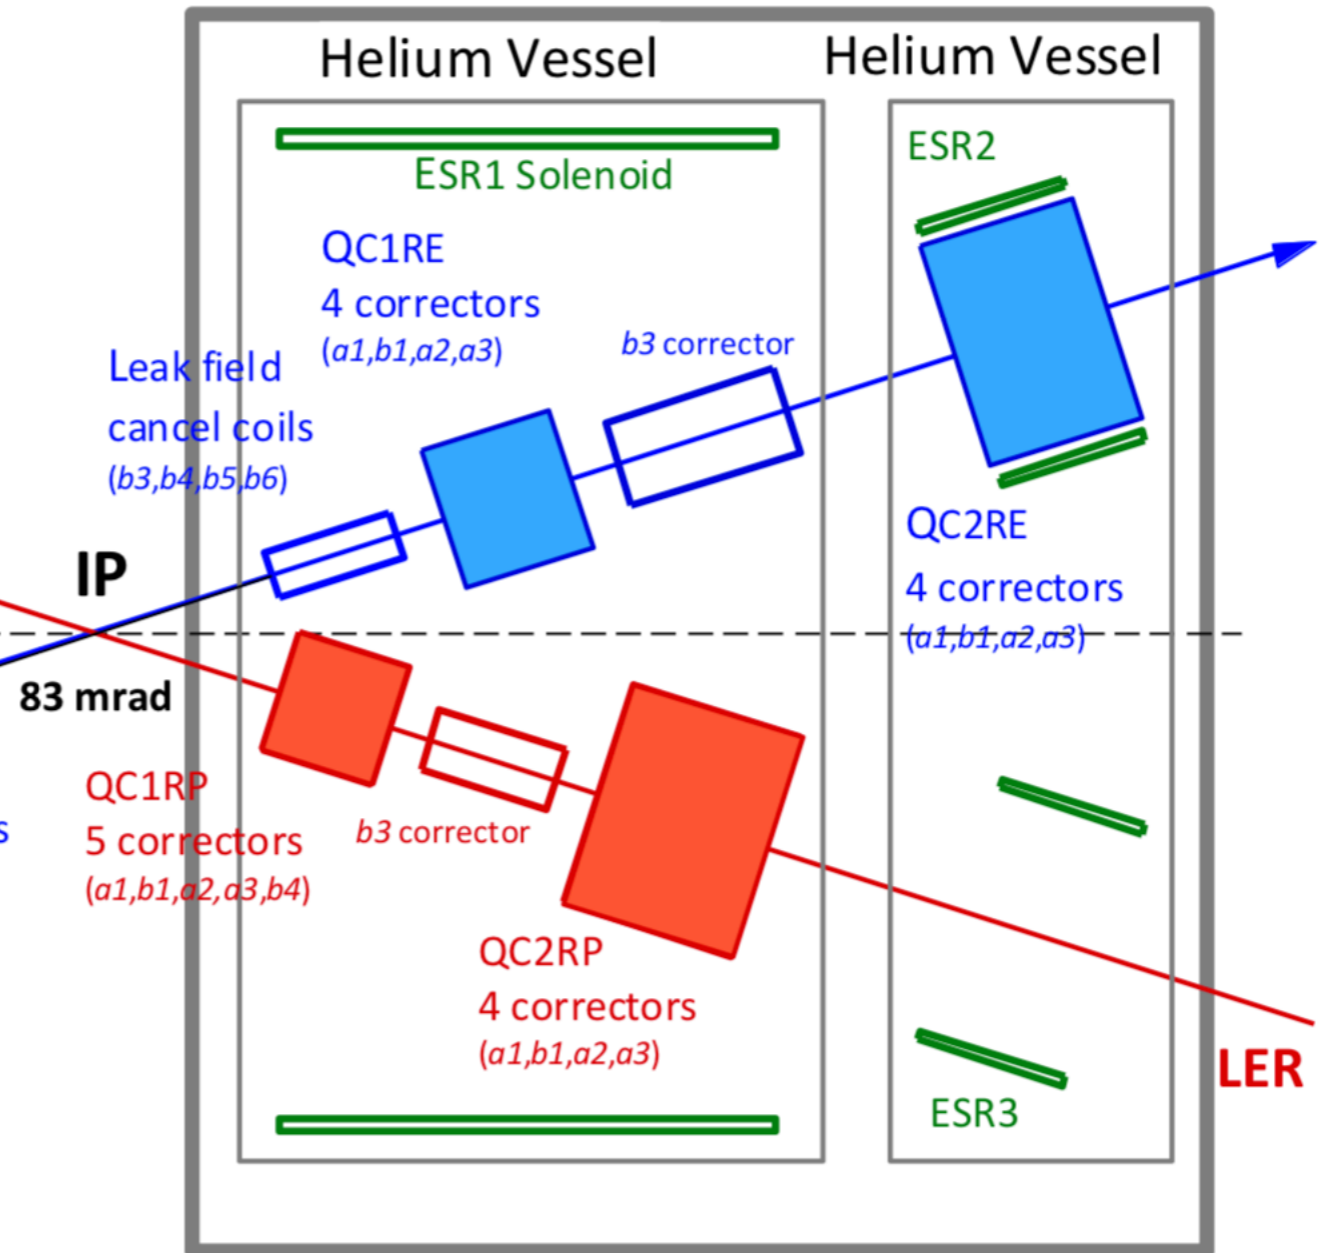 Helium Vessel
Helium Vessel
ESR1 Solenoid
ESR2
QC1RE
4 correctors
(a1,b1,a2,a3)
b3 corrector
Leak field
cancel coils
(b3,b4,b5,b6)
QC2RE
4 correctors
(a1,b1,a2,a3)
IP
83 mrad
QC1RP
5 correctors
(a1,b1,a2,a3,b4)
s
b3 corrector
QC2RP
4 correctors
(a1,b1,a2,a3)
LER
ESR3